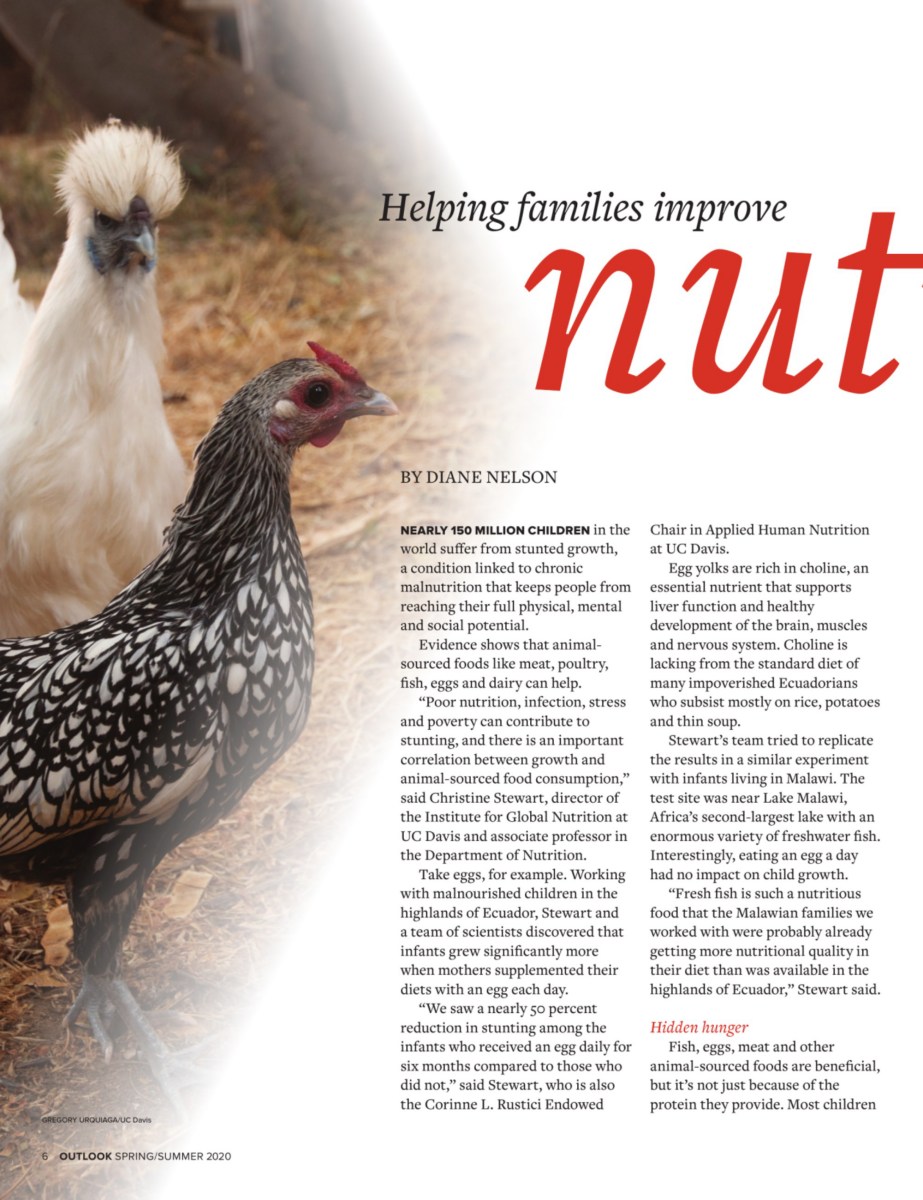 Helping families improve
nut
BY DIANE NELSON
NEARLY 150 MILLION CHILDREN in the
world suffer from stunted growth,
a condition linked to chronic
malnutrition that keeps people from
reaching their full physical, mental
and social potential.
Evidence shows that animal-
sourced foods like meat, poultry,
fish, eggs and dairy can help.
“Poor nutrition, infection, stress
and poverty can contribute to
stunting, and there is an important
correlation between growth and
animal-sourced food consumption,”
said Christine Stewart, director of
the Institute for Global Nutrition at
UC Davis and associate professor in
the Department of Nutrition.
Take eggs, for example. Working
with malnourished children in the
highlands of Ecuador, Stewart and
a team of scientists discovered that
infants grew significantly more
when mothers supplemented their
diets with an egg each day.
“We saw a nearly 50 percent
reduction in stunting among the
infants who received an egg daily for
six months compared to those who
did not,” said Stewart, who is also
the Corinne L. Rustici Endowed
Chair in Applied Human Nutrition
at UC Davis.
Egg yolks are rich in choline, an
essential nutrient that supports
liver function and healthy
development of the brain, muscles
and nervous system. Choline is
lacking from the standard diet of
many impoverished Ecuadorians
who subsist mostly on rice, potatoes
and thin soup.
Stewart’s team tried to replicate
the results in a similar experiment
with infants living in Malawi. The
test site was near Lake Malawi,
Africa’s second-largest lake with an
enormous variety of freshwater fish.
Interestingly, eating an egg a day
had no impact on child growth.
“Fresh fish is such a nutritious
food that the Malawian families we
worked with were probably already
getting more nutritional quality in
their diet than was available in the
highlands of Ecuador,” Stewart said.
Hidden hunger
Fish, eggs, meat and other
animal-sourced foods are beneficial,
but it’s not just because of the
protein they provide. Most children
GREGORY URQUIAGA/UC Davis
6 OUTLOOK SPRING/SUMMER 2020